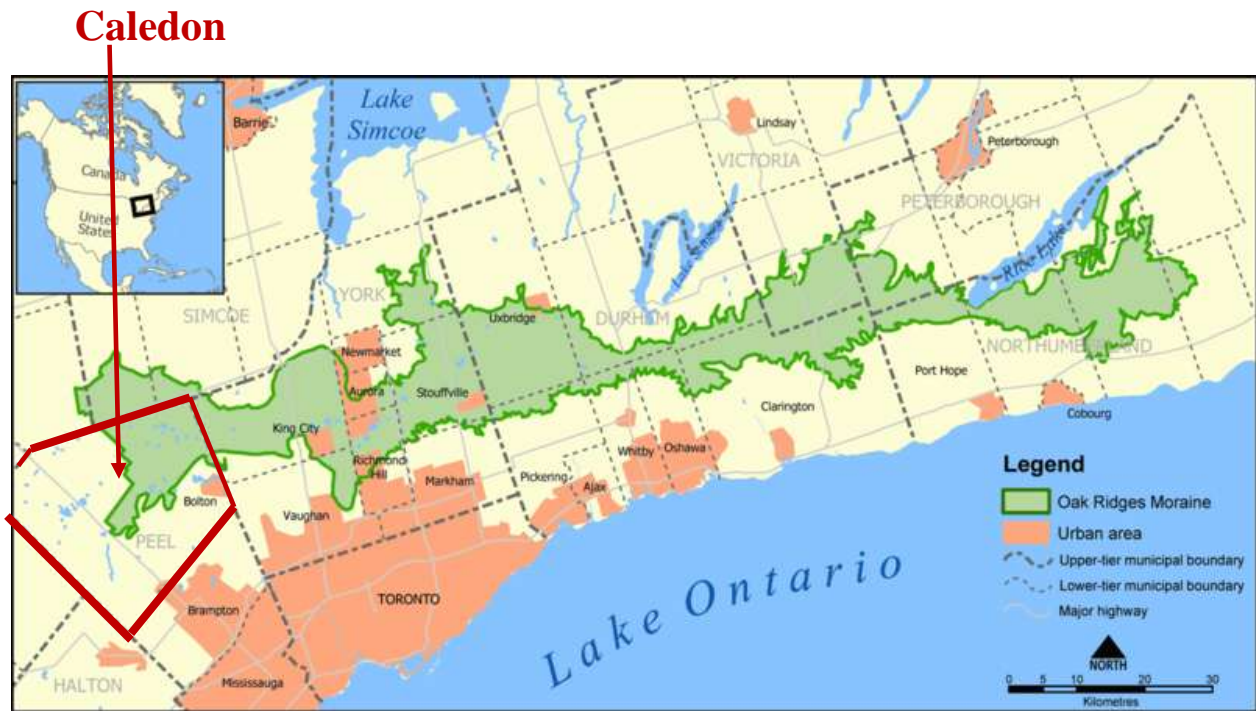 Caledon
Canada
United
States
Barrie
Lake
Simcoe
Lindsay
VICTORIA
Peterborough
PETERBOROUGH
Rice Lake
SIMCOE
YORK
Uxbridge
DURHAM
Newmarket
Aurora
Stouffville
NORTHUMBERLAND
Port Hope
Cobourg
Clarington
King City
Richmond
Hill
Markham
Pickering
Ajax
Whitby
Oshawa
Bolton
Vaughan
PEEL
Brampton
TORONTO
Mississauga
HALTON
Lake Ontario
Legend
Oak Ridges Moraine
Urban area
Upper-tier municipal boundary
Lower-tier municipal boundary
Major highway
NORTH
0 5 10 20 30
Kilometres